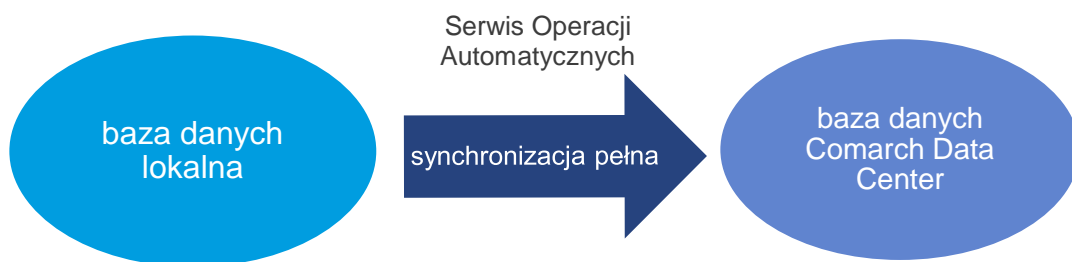 Serwis Operacji
Automatycznych
baza danych
lokalna
synchronizacja pełna
baza danych
Comarch Data
Center